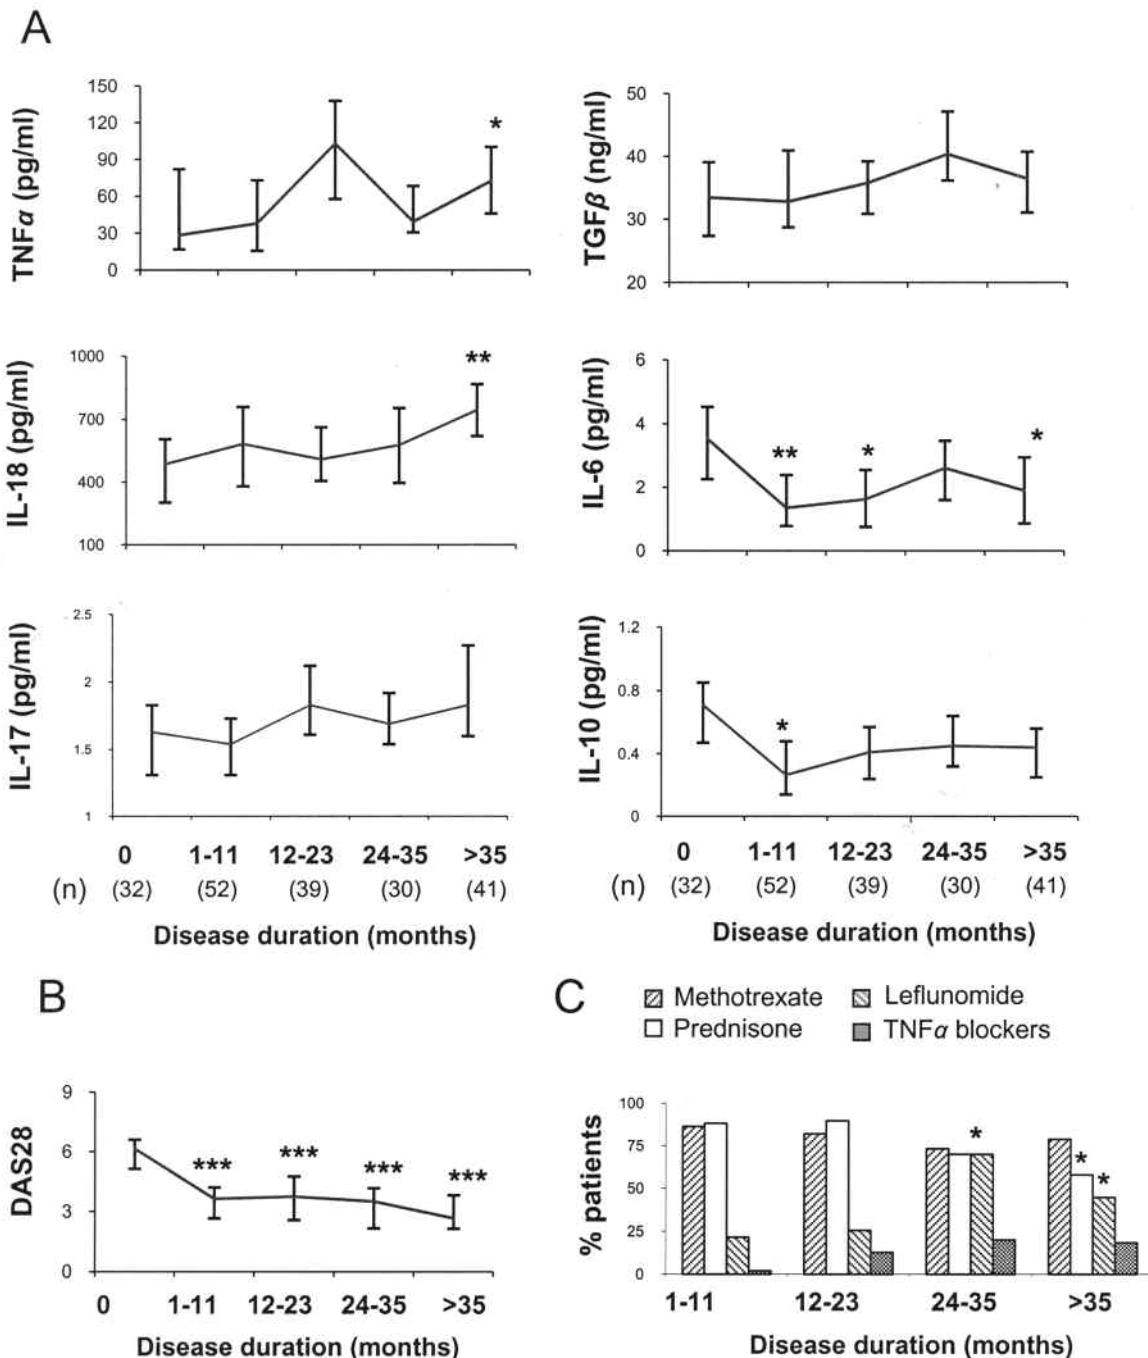 A
TNFα (pg/ml)
150
120
90
60
30
0
*
TGFβ (ng/ml)
50
40
30
20
IL-18 (pg/ml)
1000
700
400
100
**
IL-6 (pg/ml)
6
4
2
0
** * *
IL-17 (pg/ml)
2.5
2
1.5
1
IL-10 (pg/ml)
1.2
0.8
0.4
0
*
0 1-11 12-23 24-35 >35
(n) (32) (52) (39) (30) (41)
Disease duration (months)
0 1-11 12-23 24-35 >35
(n) (32) (52) (39) (30) (41)
Disease duration (months)
B
DAS28
9
6
3
0
*** *** *** ***
0 1-11 12-23 24-35 >35
Disease duration (months)
C
Methotrexate Leflunomide
Prednisone TNFα blockers
% patients
100
75
50
25
0
* * *
1-11 12-23 24-35 >35
Disease duration (months)